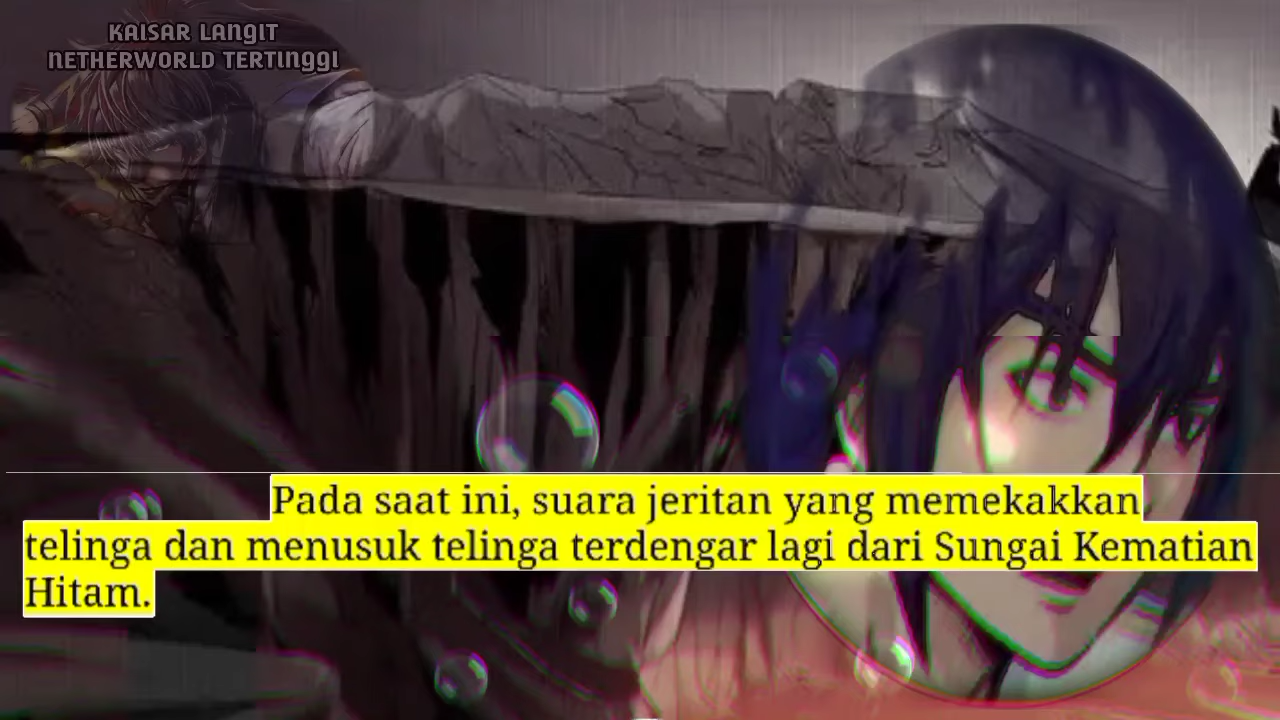 KAISAR LANGIT
NETHERWORLD TERTINGGI
Pada saat ini, suara jeritan yang memekakkan
telinga dan menusuk telinga terdengar lagi dari Sungai Kematian
Hitam.